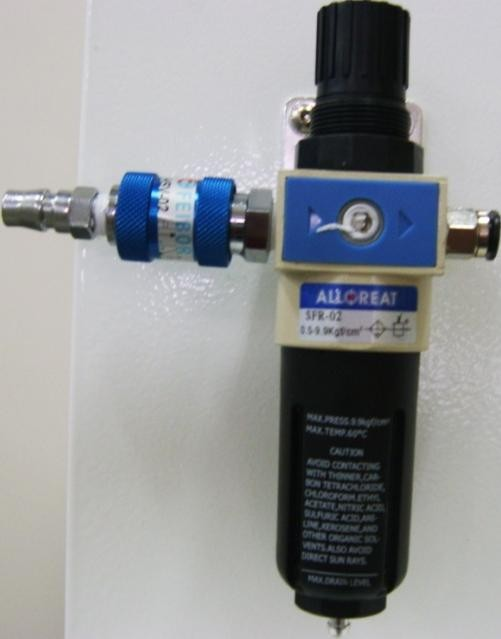 FEIBOR
ALLOREAT
SFR-02
0.5-9.9Kgf/cm²
MAX.PRESS.9.9kgf/cm²
MAX.TEMP.60°C
CAUTION
AVOID CONTACTING
WITH THINNER,CAR-
BON TETRACHLORIDE,
CHLOROFORM,ETHYL
ACETATE,NITRIC ACID,
SULFURIC ACID,ANI-
LINE,KEROSENE,AND
OTHER ORGANIC SOL-
VENTS.ALSO AVOID
DIRECT SUN RAYS.
MAX.DRAIN LEVEL